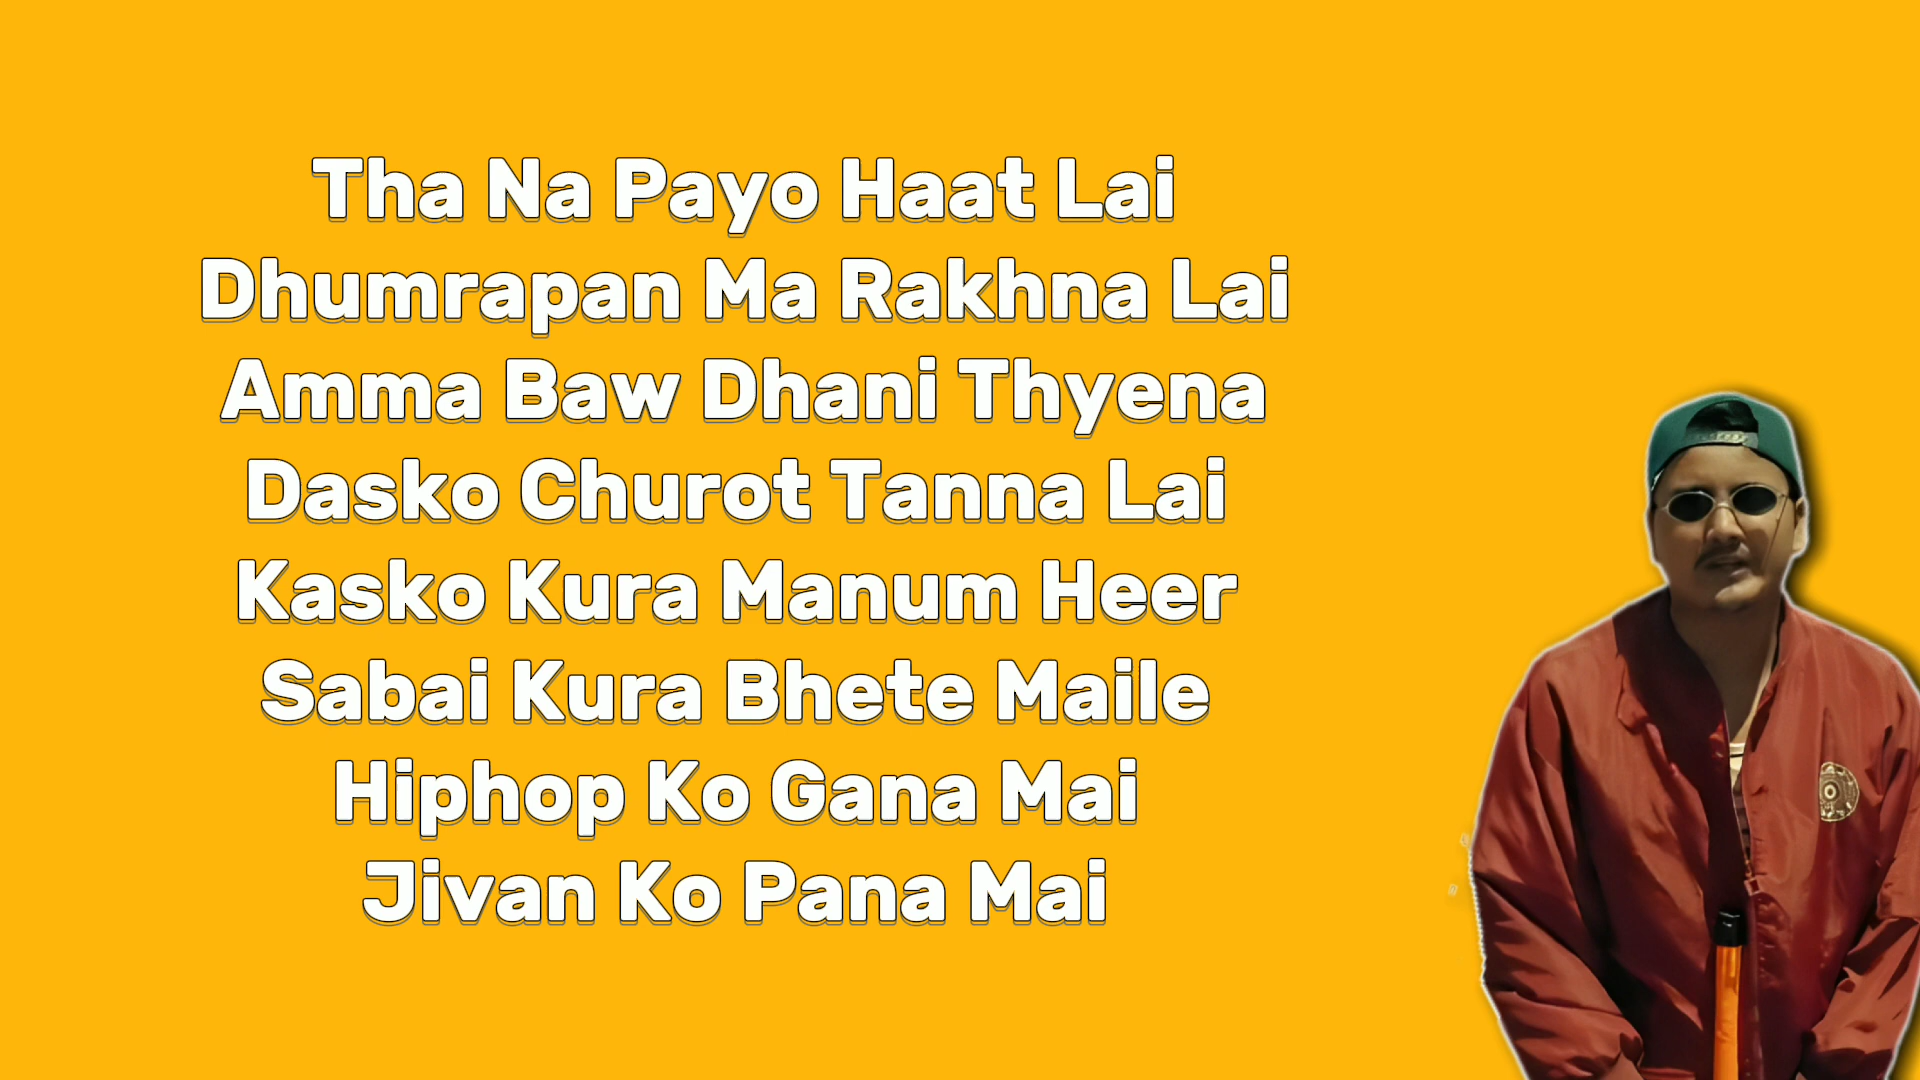 Tha Na Payo Haat Lai
Dhumrapan Ma Rakhna Lai
Amma Baw Dhani Thyena
Dasko Churot Tanna Lai
Kasko Kura Manum Heer
Sabai Kura Bhete Maile
Hiphop Ko Gana Mai
Jivan Ko Pana Mai